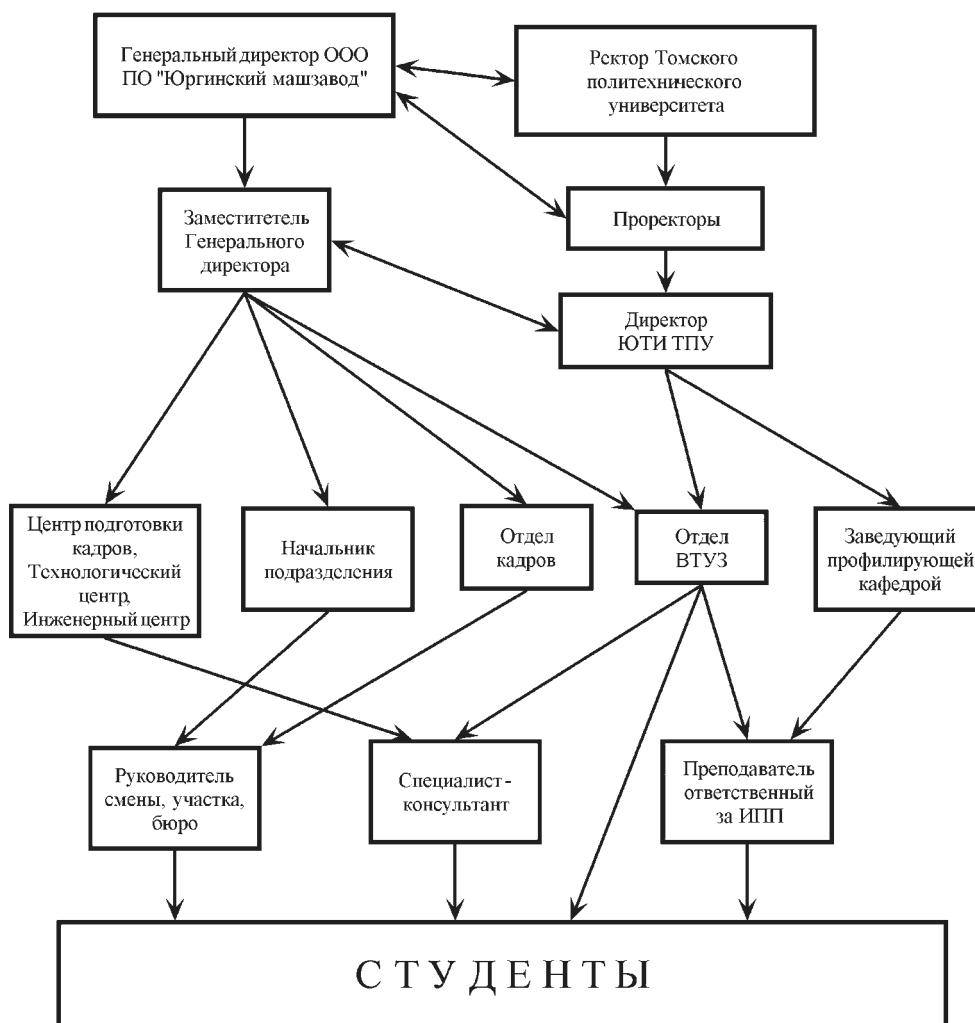 Генеральный директор ООО
ПО "Юргинский машзавод"
Рктор Томского
политехнического
университета
Заместитетель
Генерального
директора
Проректоры
Директор
ЮТИ ТПУ
Центр подготовки
кадров,
Технологический
центр,
Инженерный центр
Начальник
подразделения
Отдел
кадров
Отдел
ВТУЗ
Заведующий
профилирующей
кафедрой
Руководитель
смены, участка,
бюро
Специалист-
консультант
Преподаватель
ответственный
за ИПП
СТУДЕНТЫ